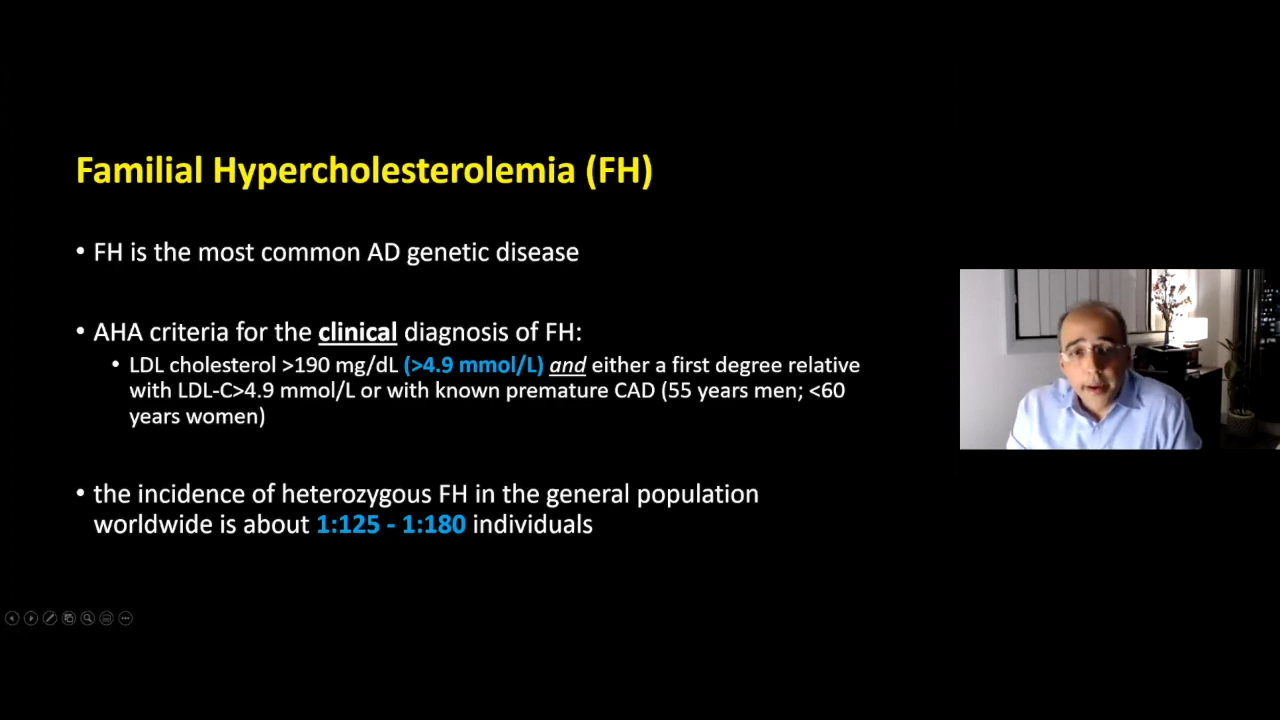 Familial Hypercholesterolemia (FH)
• FH is the most common AD genetic disease
• AHA criteria for the clinical diagnosis of FH:
• LDL cholesterol >190 mg/dL (>4.9 mmol/L) and either a first degree relative
with LDL-C>4.9 mmol/L or with known premature CAD (55 years men; <60
years women)
• the incidence of heterozygous FH in the general population
worldwide is about 1:125 - 1:180 individuals